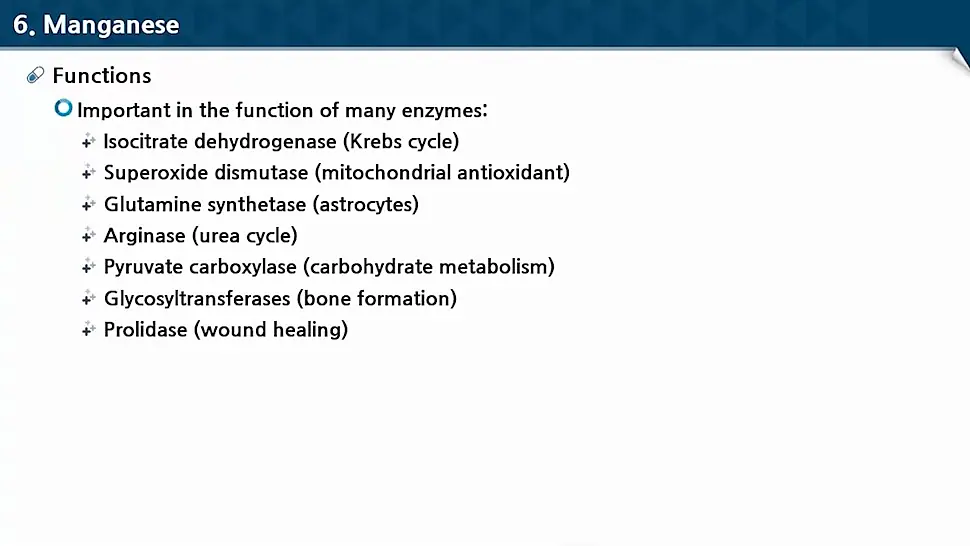 6. Manganese
Functions
Important in the function of many enzymes:
Isocitrate dehydrogenase (Krebs cycle)
Superoxide dismutase (mitochondrial antioxidant)
Glutamine synthetase (astrocytes)
Arginase (urea cycle)
Pyruvate carboxylase (carbohydrate metabolism)
Glycosyltransferases (bone formation)
Prolidase (wound healing)